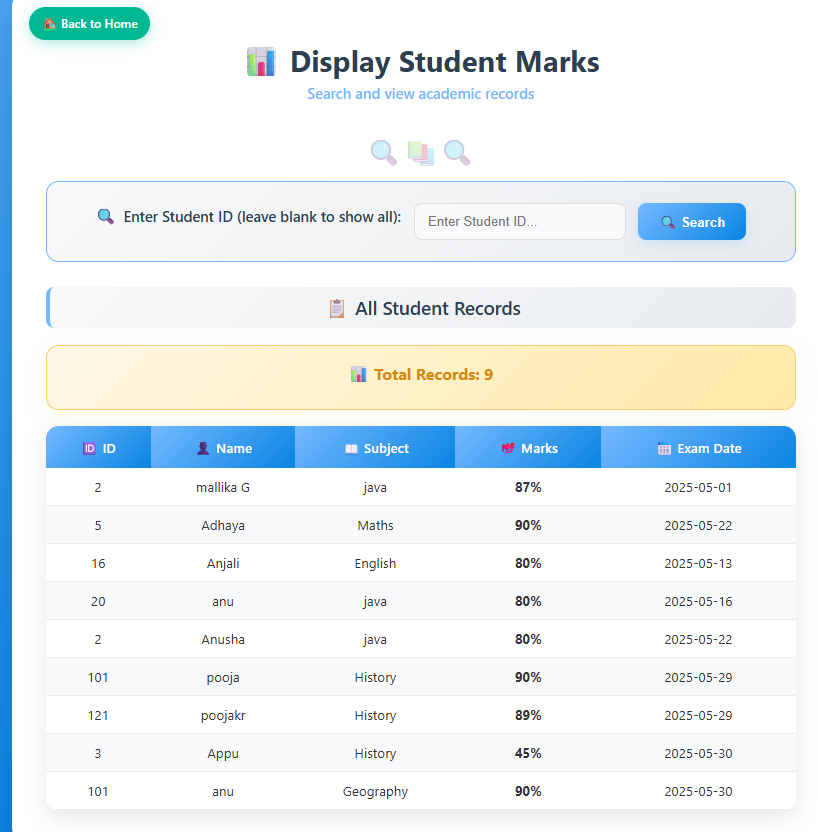 Back to Home
Display Student Marks
Search and view academic records
Enter Student ID (leave blank to show all): Enter Student ID... Search
All Student Records
Total Records: 9
ID ID Name Subject Marks Exam Date
2 mallika G java 87% 2025-05-01
5 Adhaya Maths 90% 2025-05-22
16 Anjali English 80% 2025-05-13
20 anu java 80% 2025-05-16
2 Anusha java 80% 2025-05-22
101 pooja History 90% 2025-05-29
121 poojakr History 89% 2025-05-29
3 Appu History 45% 2025-05-30
101 anu Geography 90% 2025-05-30